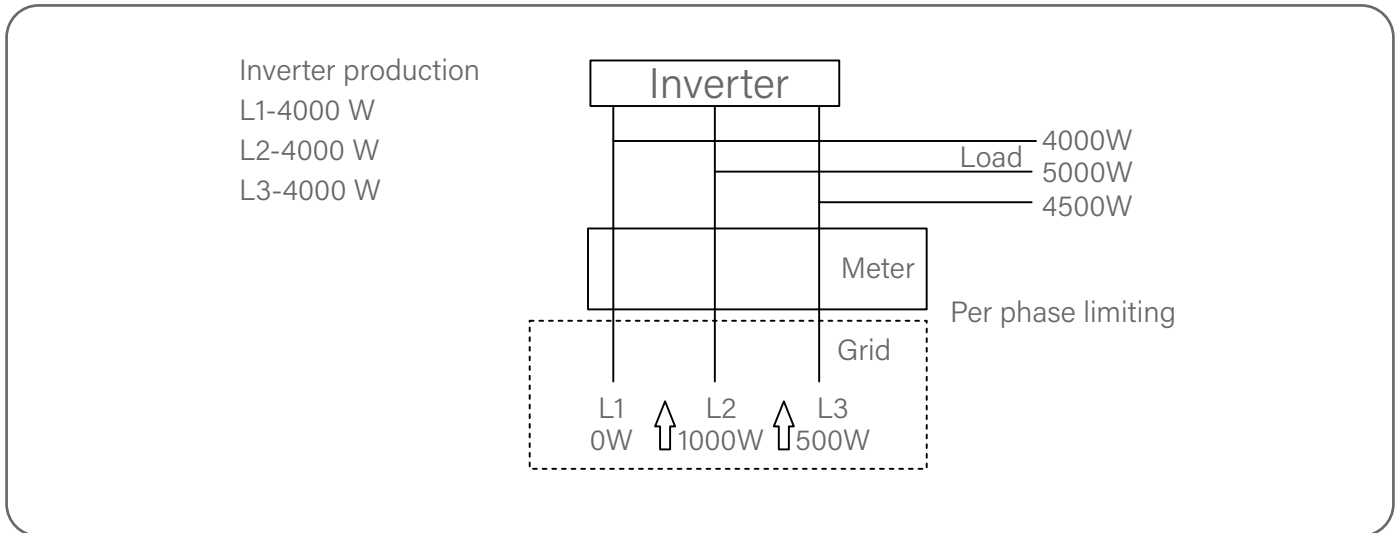 Inverter production
L1-4000 W
L2-4000 W
L3-4000 W
Inverter
4000W
Load
5000W
4500W
Meter
Per phase limiting
Grid
L1 L2 L3
0W 1000W 500W